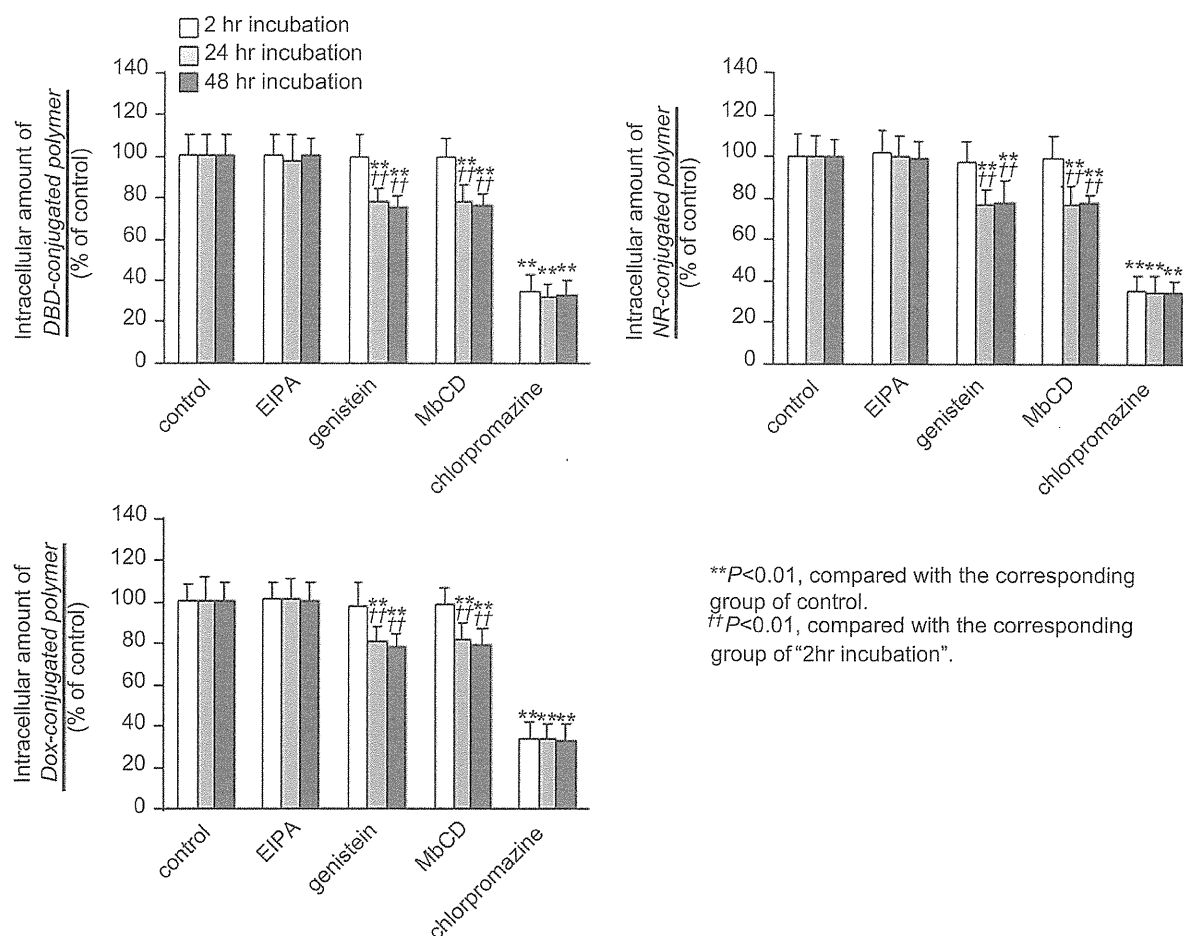 2 hr incubation
24 hr incubation
48 hr incubation
Intracellular amount of
DBD-conjugated polymer
(% of control)
140
120
100
80
60
40
20
0
** †† ** ††
** †† ** ††
** ** **
control
EIPA
genistein
MbCD
chlorpromazine
Intracellular amount of
NR-conjugated polymer
(% of control)
140
120
100
80
60
40
20
0
** †† ** ††
** †† ** ††
** ** **
control
EIPA
genistein
MbCD
chlorpromazine
Intracellular amount of
Dox-conjugated polymer
(% of control)
140
120
100
80
60
40
20
0
** †† ** ††
** †† ** ††
** ** **
control
EIPA
genistein
MbCD
chlorpromazine
**P<0.01, compared with the corresponding
group of control.
††P<0.01, compared with the corresponding
group of "2hr incubation".